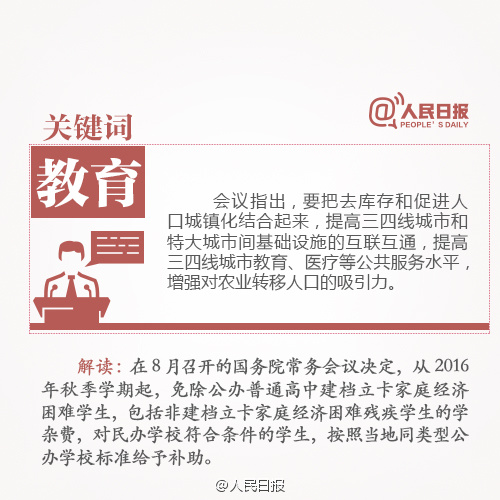 @人民日报
PEOPLE'S DAILY
关键词
教育
会议指出，要把去库存和促进人
口城镇化结合起来，提高三四线城市和
特大城市间基础设施的互联互通，提高
三四线城市教育、医疗等公共服务水平，
增强对农业转移人口的吸引力。
解读：在 8 月召开的国务院常务会议决定，从 2016
年秋季学期起，免除公办普通高中建档立卡家庭经济
困难学生，包括非建档立卡家庭经济困难残疾学生的学
杂费，对民办学校符合条件的学生，按照当地同类型公
办学校标准给予补助。
@人民日报